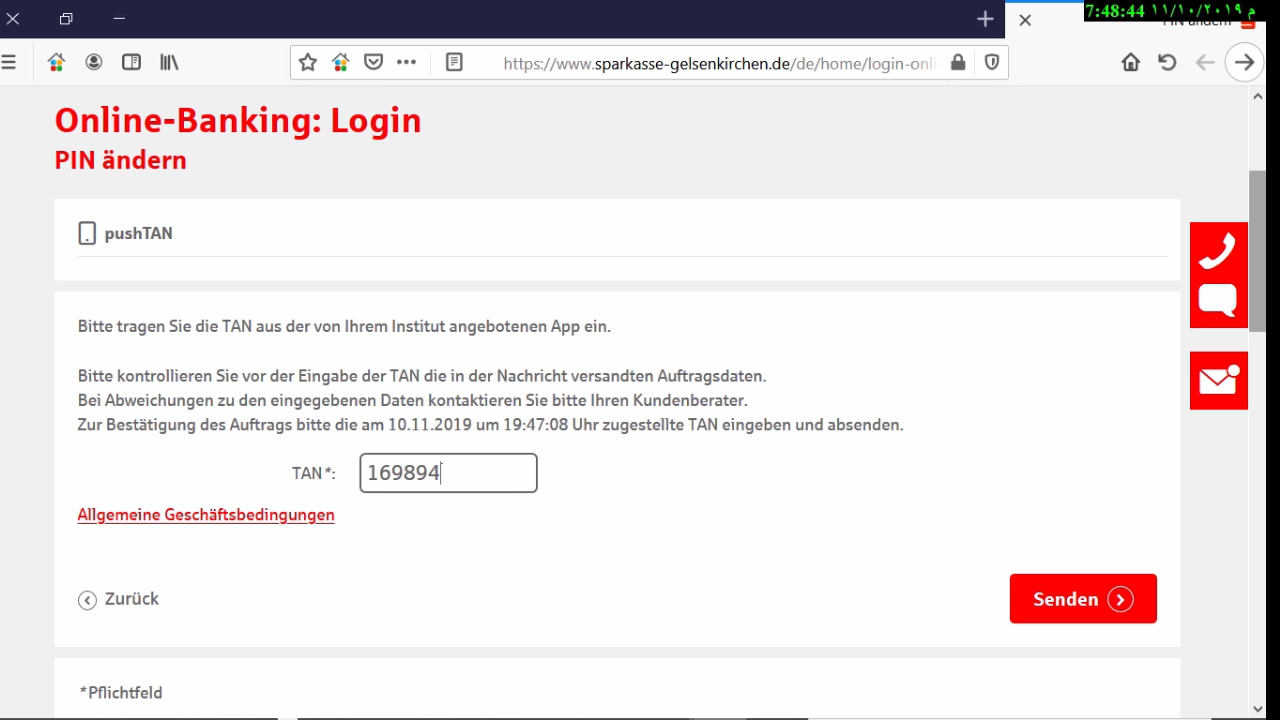 7:48:44 م ١١/١٠/٢٠١٩
PIN ändern
https://www.sparkasse-gelsenkirchen.de/de/home/login-onli
Online-Banking: Login
PIN ändern
pushTAN
Bitte tragen Sie die TAN aus der von Ihrem Institut angebotenen App ein.
Bitte kontrollieren Sie vor der Eingabe der TAN die in der Nachricht versandten Auftragsdaten.
Bei Abweichungen zu den eingegebenen Daten kontaktieren Sie bitte Ihren Kundenberater.
Zur Bestätigung des Auftrags bitte die am 10.11.2019 um 19:47:08 Uhr zugestellte TAN eingeben und absenden.
TAN*: 169894
Allgemeine Geschäftsbedingungen
Zurück
Senden
*Pflichtfeld